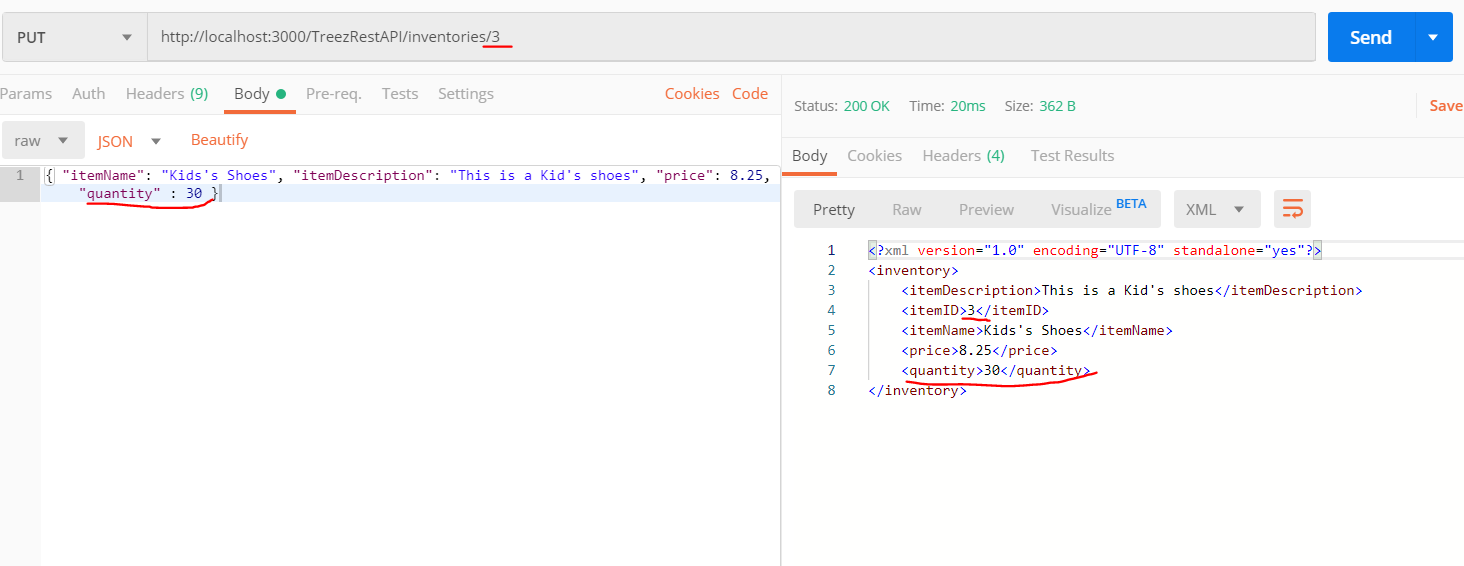 PUT http://localhost:3000/TreezRestAPI/inventories/3 Send
Params Auth Headers (9) Body Pre-req. Tests Settings Cookies Code
raw JSON Beautify
1 { "itemName": "Kids's Shoes", "itemDescription": "This is a Kid's shoes", "price": 8.25,
"quantity" : 30 }
Status: 200 OK Time: 20ms Size: 362 B Save
Body Cookies Headers (4) Test Results
Pretty Raw Preview Visualize BETA XML
1 <?xml version="1.0" encoding="UTF-8" standalone="yes"?>
2 <inventory>
3 <itemDescription>This is a Kid's shoes</itemDescription>
4 <itemID>3</itemID>
5 <itemName>Kids's Shoes</itemName>
6 <price>8.25</price>
7 <quantity>30</quantity>
8 </inventory>